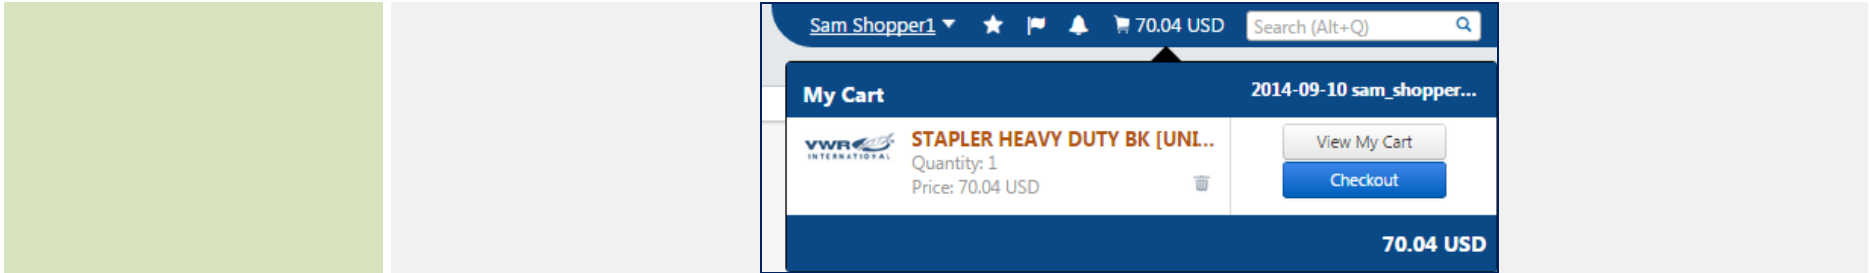 Sam Shopper1 70.04 USD Search (Alt+Q)
My Cart 2014-09-10 sam_shopper...
VWR INTERNATIONAL
STAPLER HEAVY DUTY BK [UNI...
Quantity: 1
Price: 70.04 USD
View My Cart
Checkout
70.04 USD